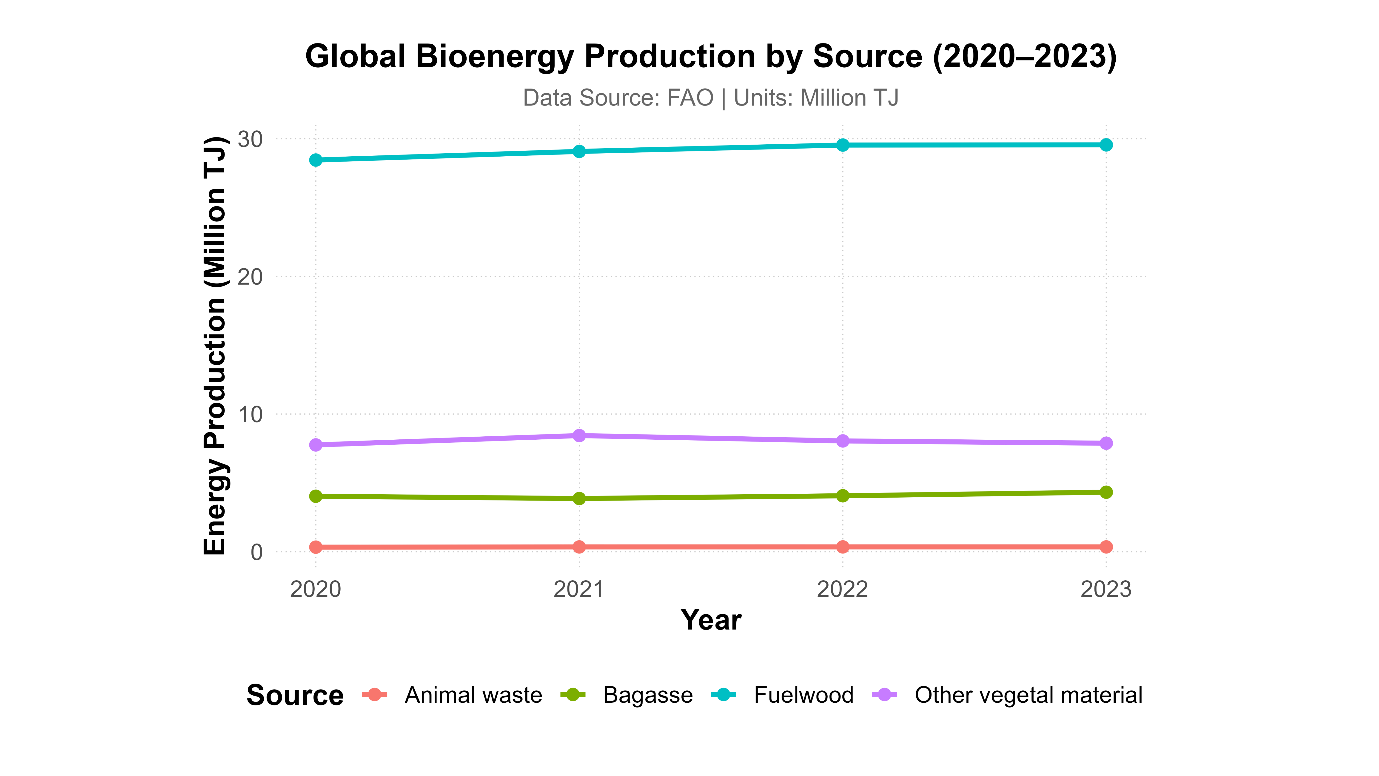 Global Bioenergy Production by Source (2020–2023)
Data Source: FAO | Units: Million TJ
Energy Production (Million TJ)
30
20
10
0
2020 2021 2022 2023
Year
Source Animal waste Bagasse Fuelwood Other vegetal material